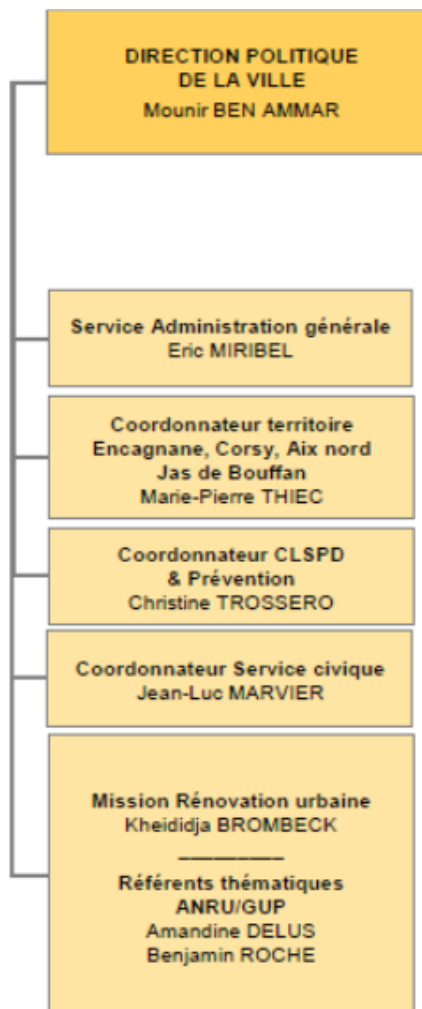 DIRECTION POLITIQUE
DE LA VILLE
Mounir BEN AMMAR
Service Administration générale
Eric MIRIBEL
Coordonnateur territoire
Encagnane, Corsy, Aix nord
Jas de Bouffan
Marie-Pierre THIEC
Coordonnateur CLSPD
& Prévention
Christine TROSSERO
Coordonnateur Service civique
Jean-Luc MARVIER
Mission Rénovation urbaine
Kheididja BROMBECK
Référents thématiques
ANRU/GUP
Amandine DELUS
Benjamin ROCHE